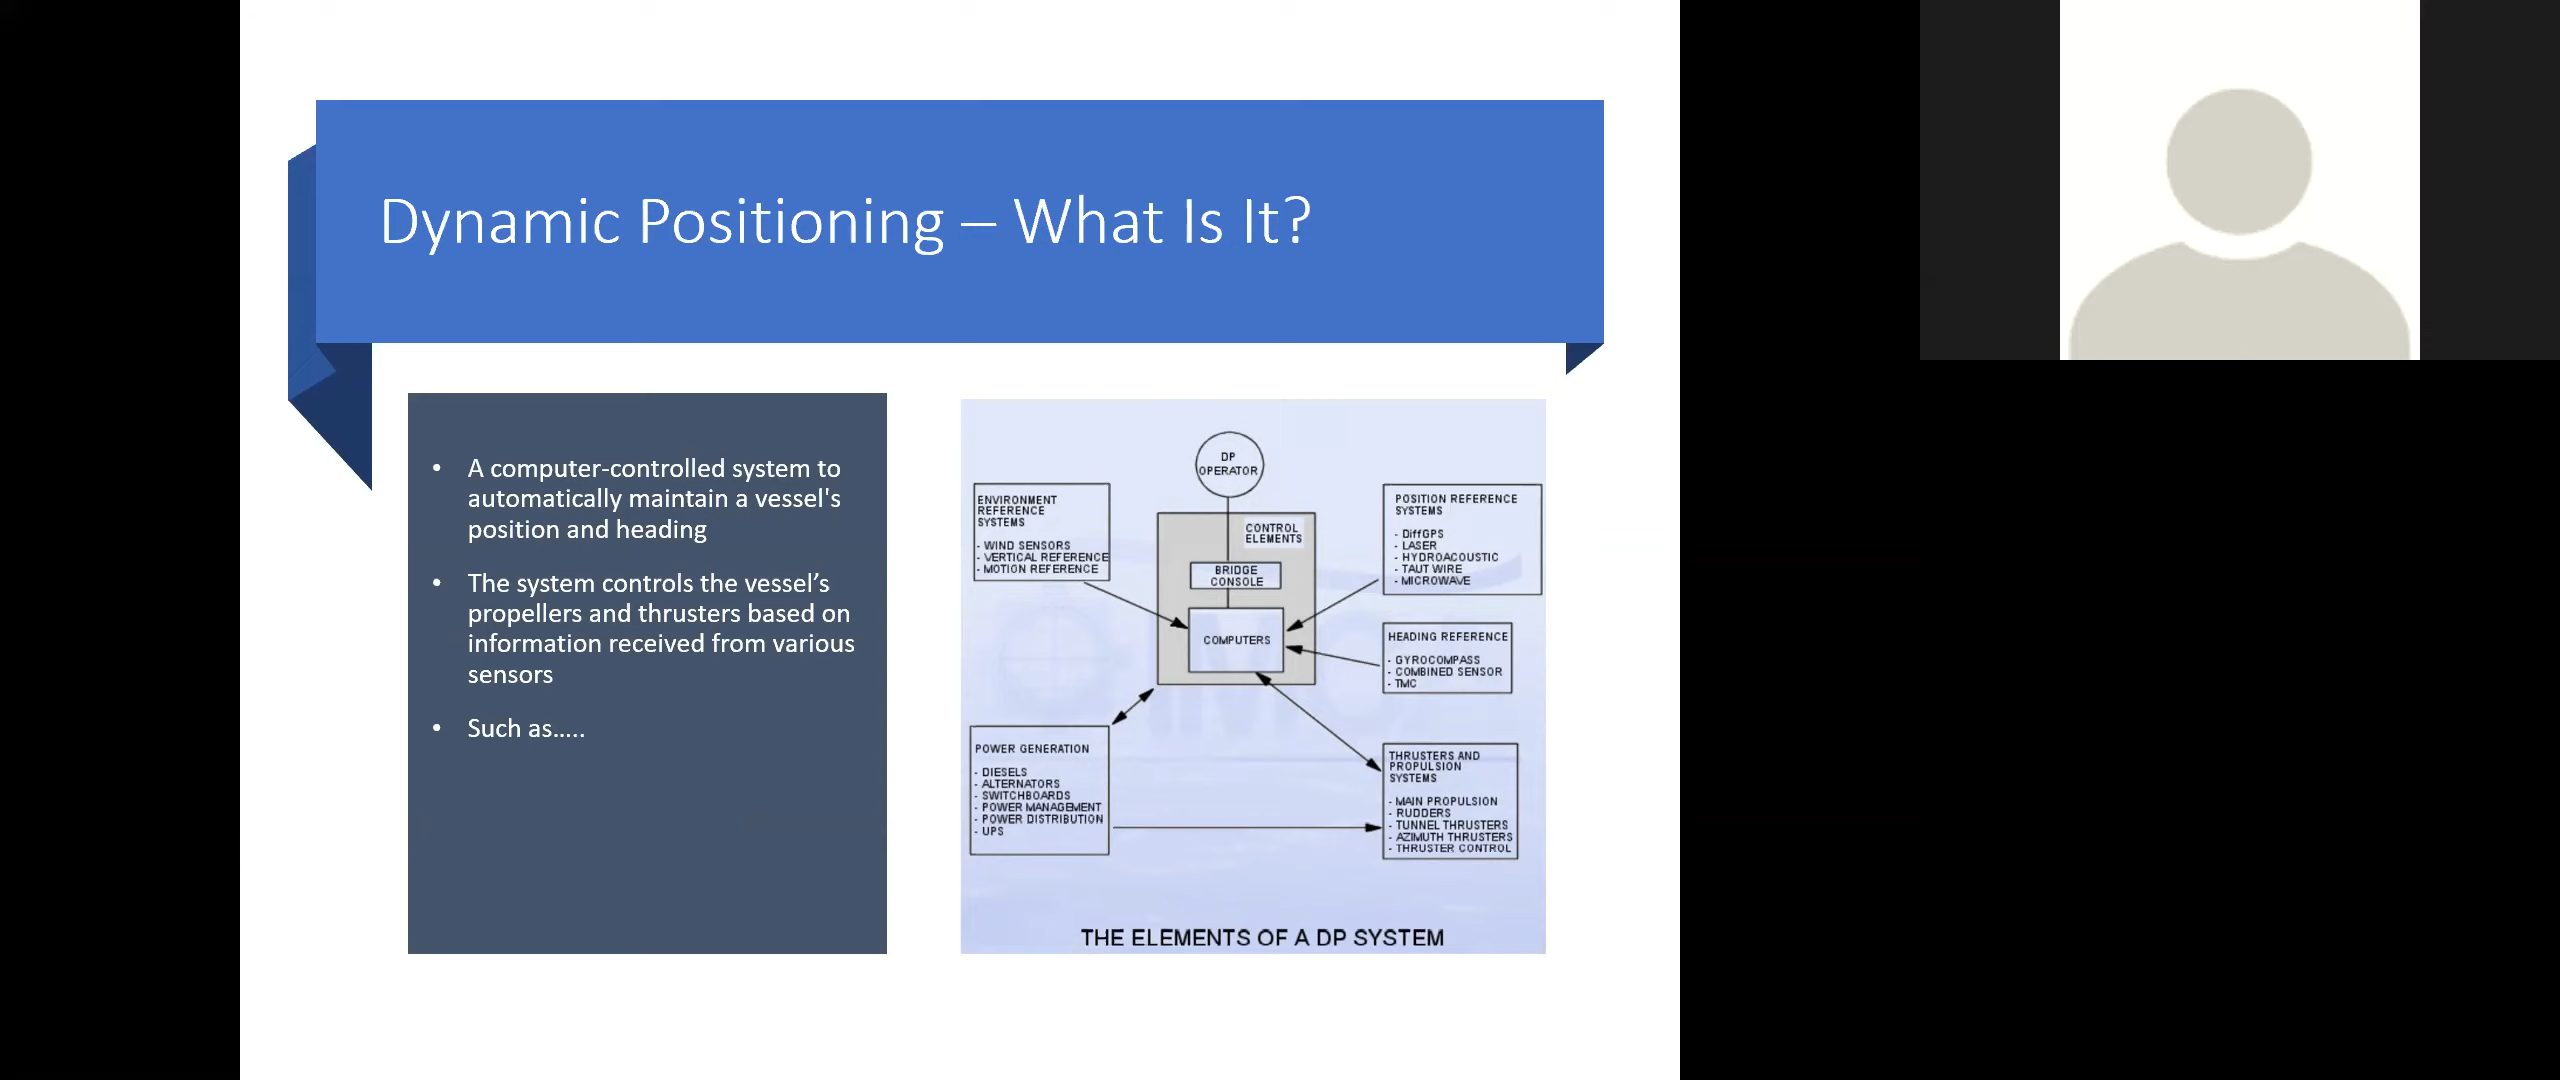 Dynamic Positioning – What Is It?
• A computer-controlled system to
automatically maintain a vessel's
position and heading
• The system controls the vessel’s
propellers and thrusters based on
information received from various
sensors
• Such as.....
DP
OPERATOR
ENVIRONMENT
REFERENCE
SYSTEMS
- WIND SENSORS
- VERTICAL REFERENCE
- MOTION REFERENCE
CONTROL
ELEMENTS
BRIDGE
CONSOLE
COMPUTERS
POSITION REFERENCE
SYSTEMS
- DiffGPS
- LASER
- HYDROACOUSTIC
- TAUT WIRE
- MICROWAVE
HEADING REFERENCE
- GYROCOMPASS
- COMBINED SENSOR
- TMC
POWER GENERATION
- DIESELS
- ALTERNATORS
- SWITCHBOARDS
- POWER MANAGEMENT
- POWER DISTRIBUTION
- UPS
THRUSTERS AND
PROPULSION
SYSTEMS
- MAIN PROPULSION
- RUDDERS
- TUNNEL THRUSTERS
- AZIMUTH THRUSTERS
- THRUSTER CONTROL
THE ELEMENTS OF A DP SYSTEM